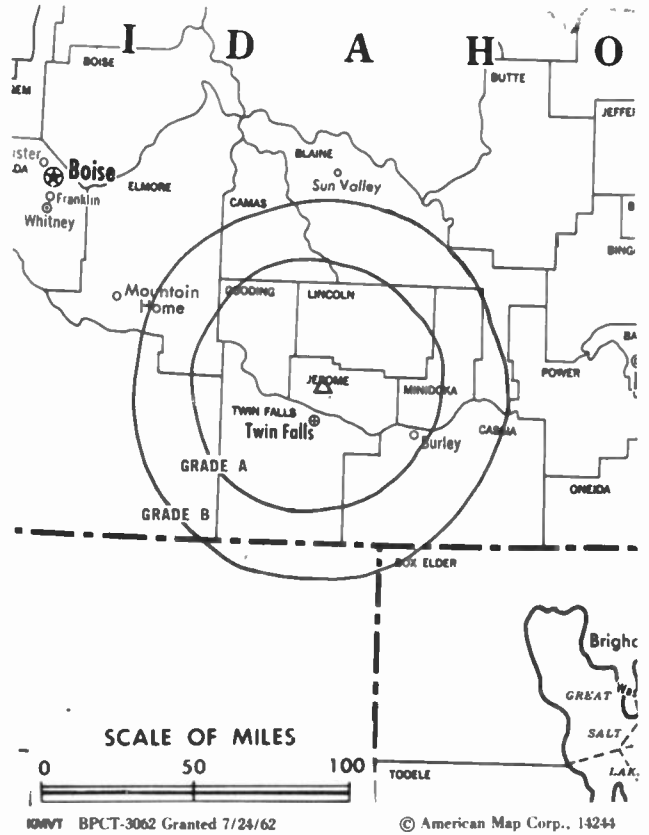 I D A H O
BOISE
BUTTE
JEFFE
BLAINE
Boise
ELMORE
Sun Valley
Franklin
CAMAS
Whitney
BING
Mountain
Home
GOODING
LINCOLN
POWER
JEROME
MINIDOKA
TWIN FALLS
Twin Falls
CASSIA
Burley
GRADE A
ONEIDA
GRADE B
BOX ELDER
Brigh
GREAT
SALT
LAK
SCALE OF MILES
0 50 100
TOOELE
KMVT BPCT-3062 Granted 7/24/62
© American Map Corp., 14244